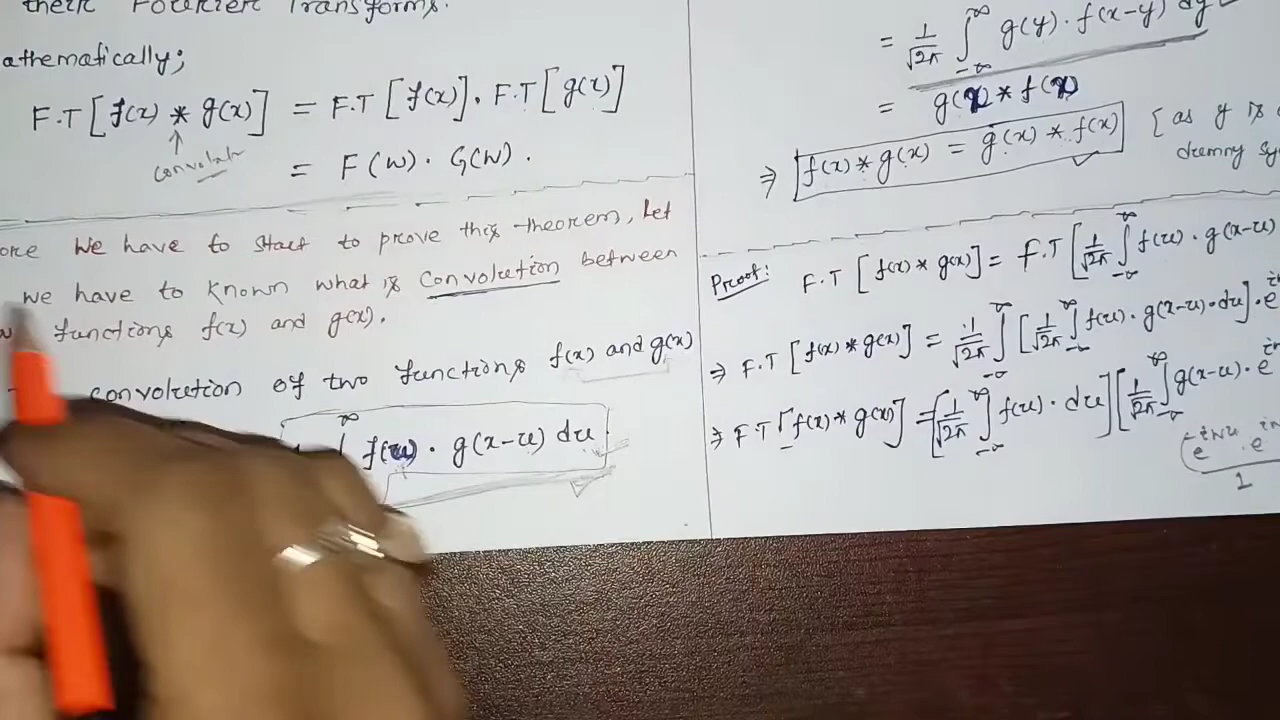 their Fourier Transforms.
athematically;
F.T [f(x) * g(x)] = F.T [f(x)] . F.T [g(x)]
convolute
= F(w) . G(w) .
ore we have to start to prove this theorem, Let
we have to known what is convolution between
functions f(x) and g(x).
convolution of two functions f(x) and g(x)
∞
f(u) . g(x-u) du
= 1/√2π ∫_{-∞}^{∞} g(y) . f(x-y) dy
= g(x) * f(x)
⇒ f(x) * g(x) = g(x) * f(x) [as y is
dummy sy
Proof: F.T [f(x) * g(x)] = F.T [1/√2π ∫_{-∞}^{∞} f(u) . g(x-u)
⇒ F.T [f(x) * g(x)] = 1/√2π ∫_{-∞}^{∞} [1/√2π ∫_{-∞}^{∞} f(u) . g(x-u) . du] . e
⇒ F.T [f(x) * g(x)] = [1/√2π ∫_{-∞}^{∞} f(u) . du] [1/√2π ∫_{-∞}^{∞} g(x-u) . e
1